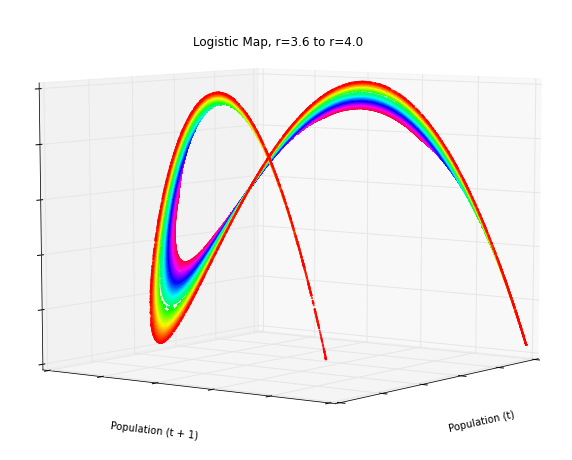 Logistic Map, r=3.6 to r=4.0
Population (t + 1)
Population (t)